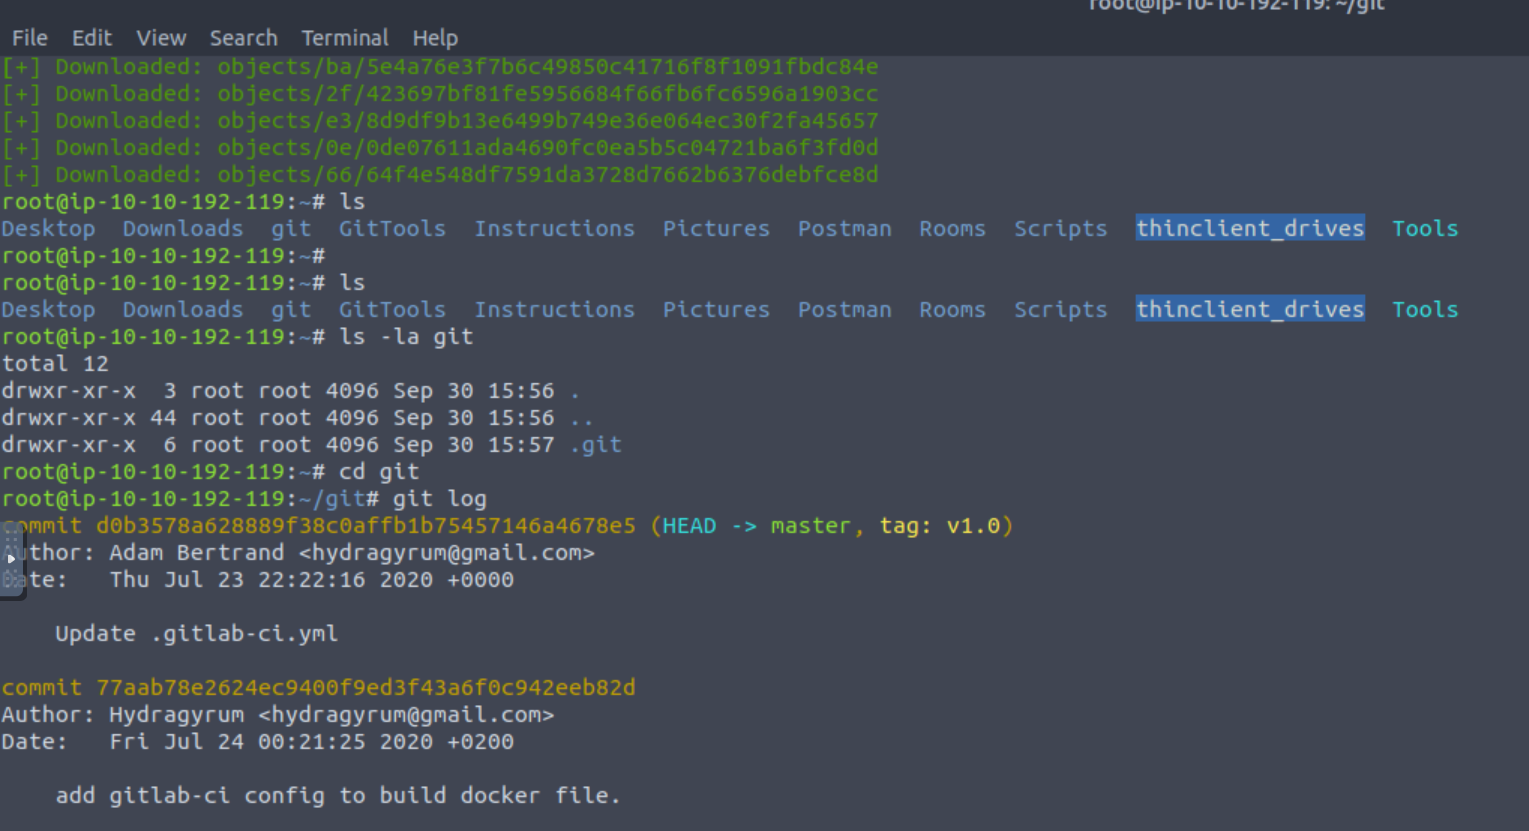 root@ip-10-10-192-119: ~/git
File Edit View Search Terminal Help
[+] Downloaded: objects/ba/5e4a76e3f7b6c49850c41716f8f1091fbdc84e
[+] Downloaded: objects/2f/423697bf81fe5956684f66fb6fc6596a1903cc
[+] Downloaded: objects/e3/8d9df9b13e6499b749e36e064ec30f2fa45657
[+] Downloaded: objects/0e/0de07611ada4690fc0ea5b5c04721ba6f3fd0d
[+] Downloaded: objects/66/64f4e548df7591da3728d7662b6376debfce8d
root@ip-10-10-192-119:~# ls
Desktop  Downloads  git  GitTools  Instructions  Pictures  Postman  Rooms  Scripts  thinclient_drives  Tools
root@ip-10-10-192-119:~#
root@ip-10-10-192-119:~# ls
Desktop  Downloads  git  GitTools  Instructions  Pictures  Postman  Rooms  Scripts  thinclient_drives  Tools
root@ip-10-10-192-119:~# ls -la git
total 12
drwxr-xr-x  3 root root 4096 Sep 30 15:56 .
drwxr-xr-x 44 root root 4096 Sep 30 15:56 ..
drwxr-xr-x  6 root root 4096 Sep 30 15:57 .git
root@ip-10-10-192-119:~# cd git
root@ip-10-10-192-119:~/git# git log
commit d0b3578a628889f38c0affb1b75457146a4678e5 (HEAD -> master, tag: v1.0)
Author: Adam Bertrand <hydragyrum@gmail.com>
Date:   Thu Jul 23 22:22:16 2020 +0000
    Update .gitlab-ci.yml
commit 77aab78e2624ec9400f9ed3f43a6f0c942eeb82d
Author: Hydragyrum <hydragyrum@gmail.com>
Date:   Fri Jul 24 00:21:25 2020 +0200
    add gitlab-ci config to build docker file.